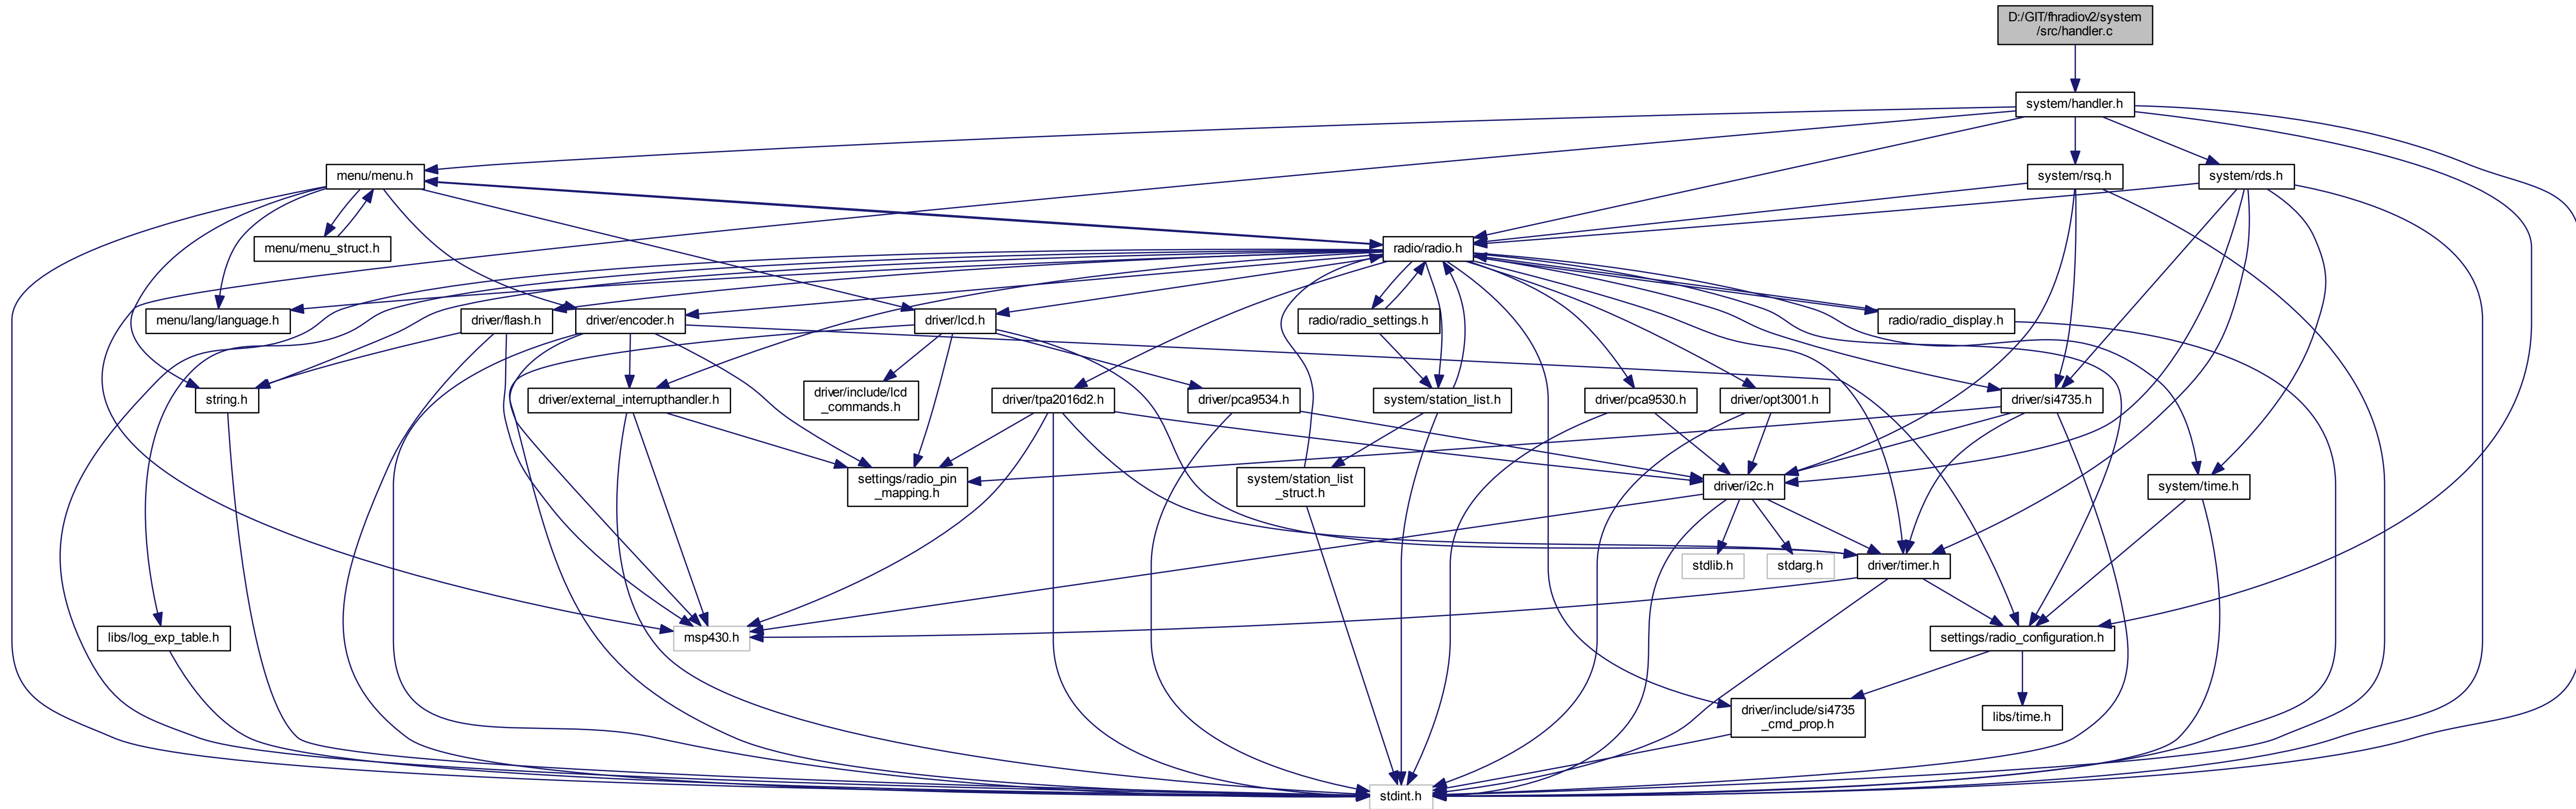 D:/GIT/fhradiov2/system
/src/handler.c
system/handler.h
menu/menu.h
system/rsq.h
system/rds.h
menu/menu_struct.h
radio/radio.h
menu/lang/language.h
driver/flash.h
driver/encoder.h
driver/lcd.h
radio/radio_settings.h
radio/radio_display.h
string.h
driver/external_interrupthandler.h
driver/include/lcd
_commands.h
driver/tpa2016d2.h
driver/pca9534.h
system/station_list.h
driver/pca9530.h
driver/opt3001.h
driver/si4735.h
settings/radio_pin
_mapping.h
system/station_list
_struct.h
driver/i2c.h
system/time.h
stdlib.h
stdarg.h
driver/timer.h
libs/log_exp_table.h
msp430.h
settings/radio_configuration.h
driver/include/si4735
_cmd_prop.h
libs/time.h
stdint.h